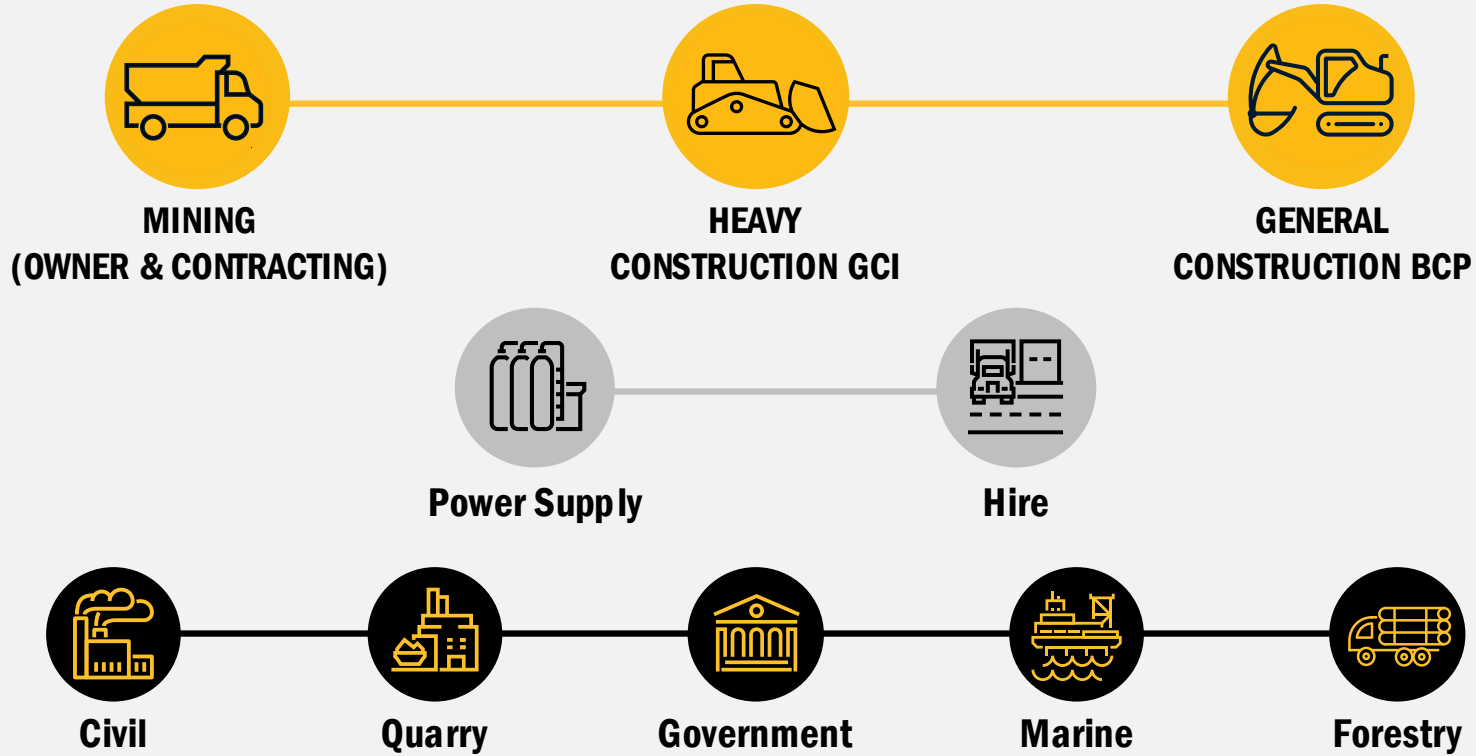 MINING
(OWNER & CONTRACTING)
HEAVY
CONSTRUCTION GCI
GENERAL
CONSTRUCTION BCP
Power Supply
Hire
Civil
Quarry
Government
Marine
Forestry